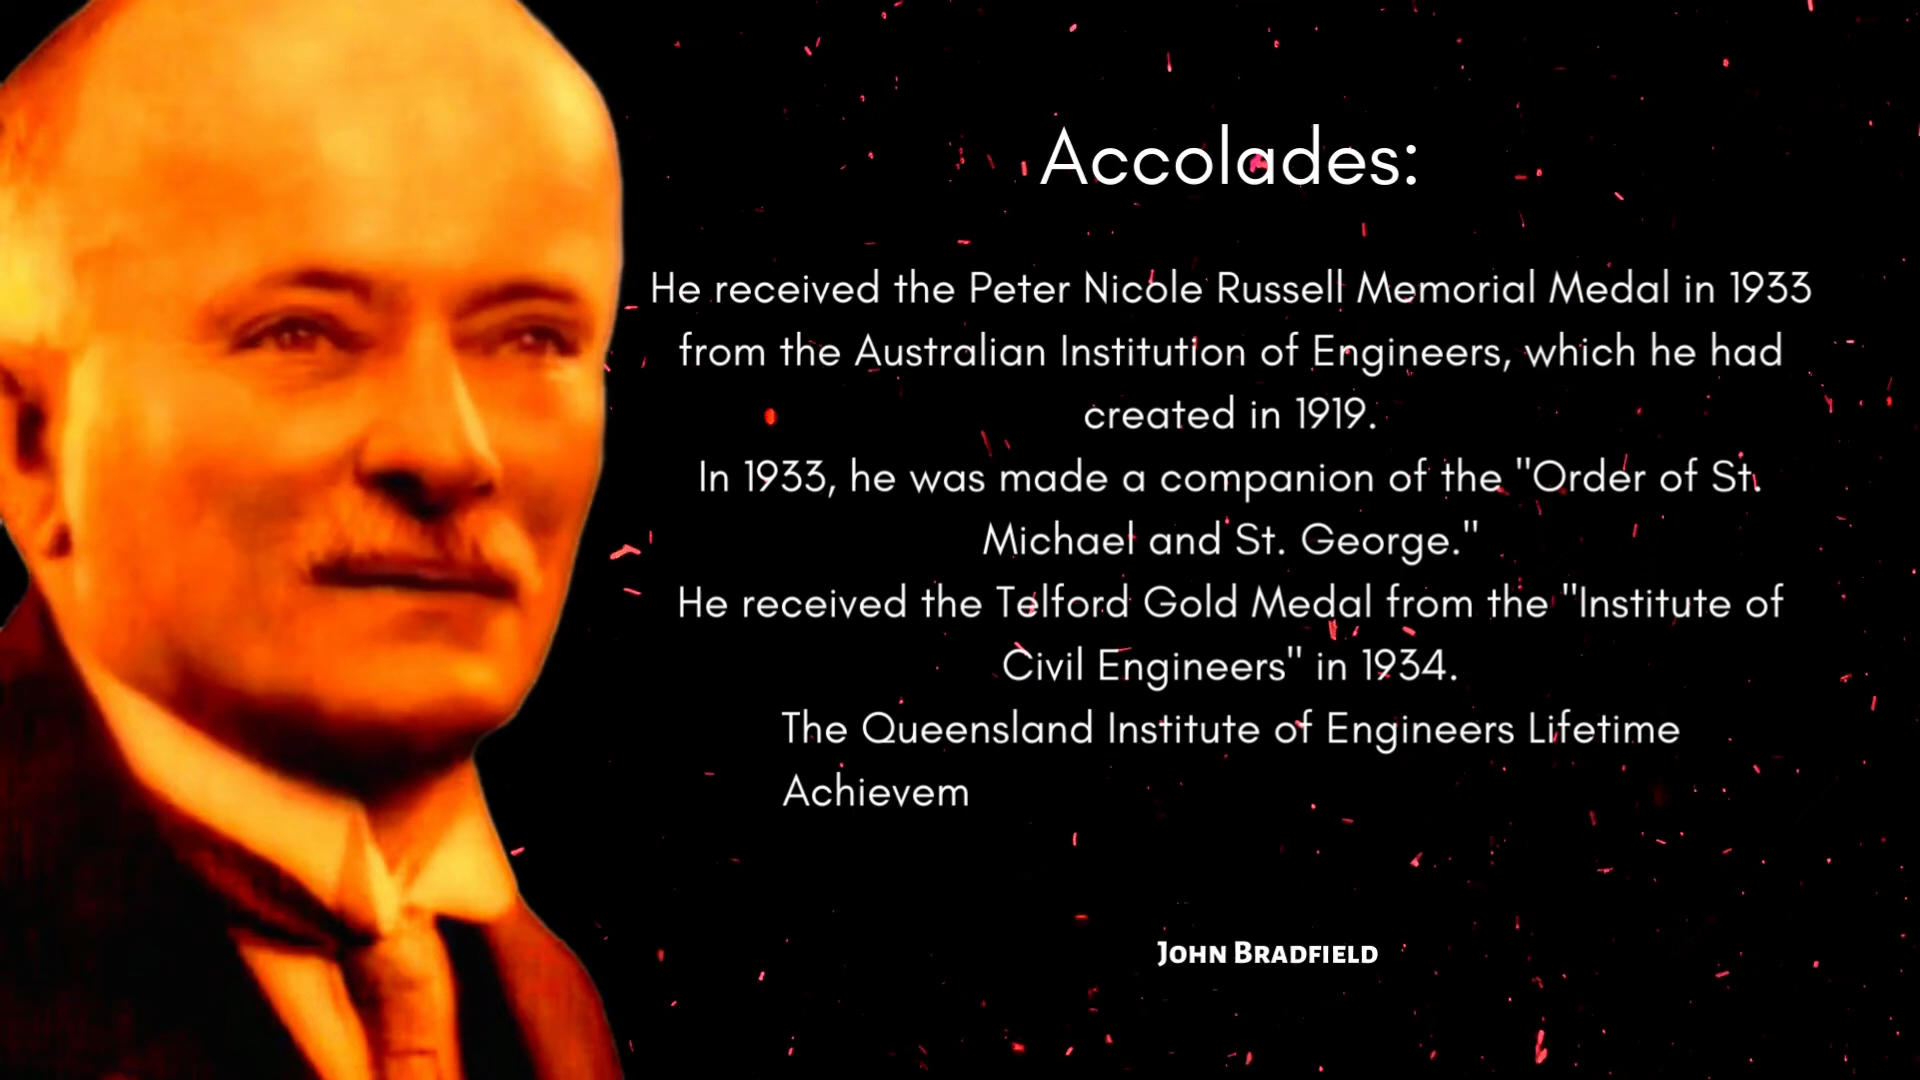 Accolades:
He received the Peter Nicole Russell Memorial Medal in 1933
from the Australian Institution of Engineers, which he had
created in 1919.
In 1933, he was made a companion of the "Order of St.
Michael and St. George."
He received the Telford Gold Medal from the "Institute of
Civil Engineers" in 1934.
The Queensland Institute of Engineers Lifetime
Achievem
John Bradfield